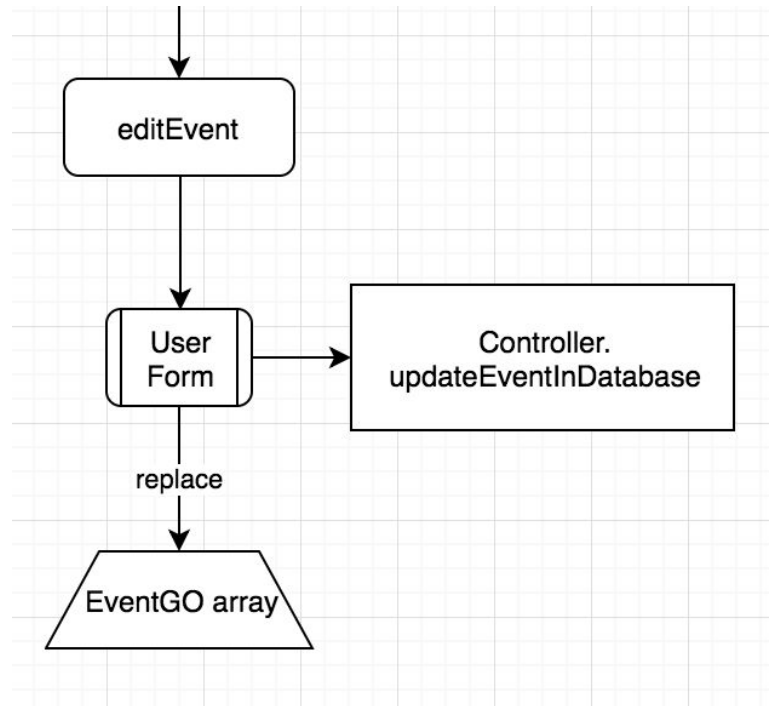 editEvent
User
Form
Controller.
updateEventInDatabase
replace
EventGO array